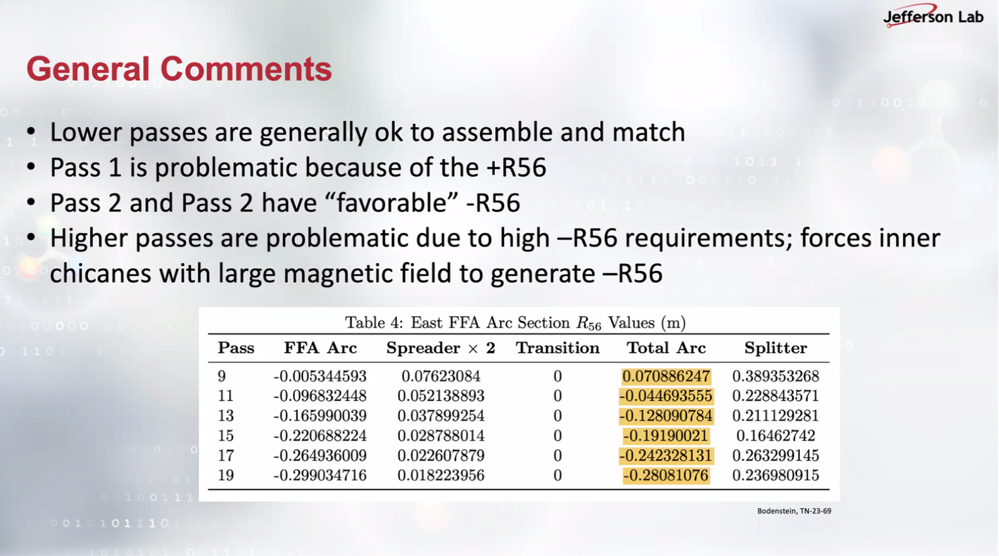 Jefferson Lab
General Comments
• Lower passes are generally ok to assemble and match
• Pass 1 is problematic because of the +R56
• Pass 2 and Pass 2 have “favorable” -R56
• Higher passes are problematic due to high –R56 requirements; forces inner
chicanes with large magnetic field to generate –R56
Table 4: East FFA Arc Section R56 Values (m)
Pass FFA Arc Spreader × 2 Transition Total Arc Splitter
9 -0.005344593 0.07623084 0 0.070886247 0.389353268
11 -0.096832448 0.052138893 0 -0.044693555 0.228843571
13 -0.165990039 0.037899254 0 -0.128090784 0.211129281
15 -0.220688224 0.028788014 0 -0.19190021 0.16462742
17 -0.264936009 0.022607879 0 -0.242328131 0.263299145
19 -0.299034716 0.018223956 0 -0.28081076 0.236980915
Bodenstein, TN-23-69